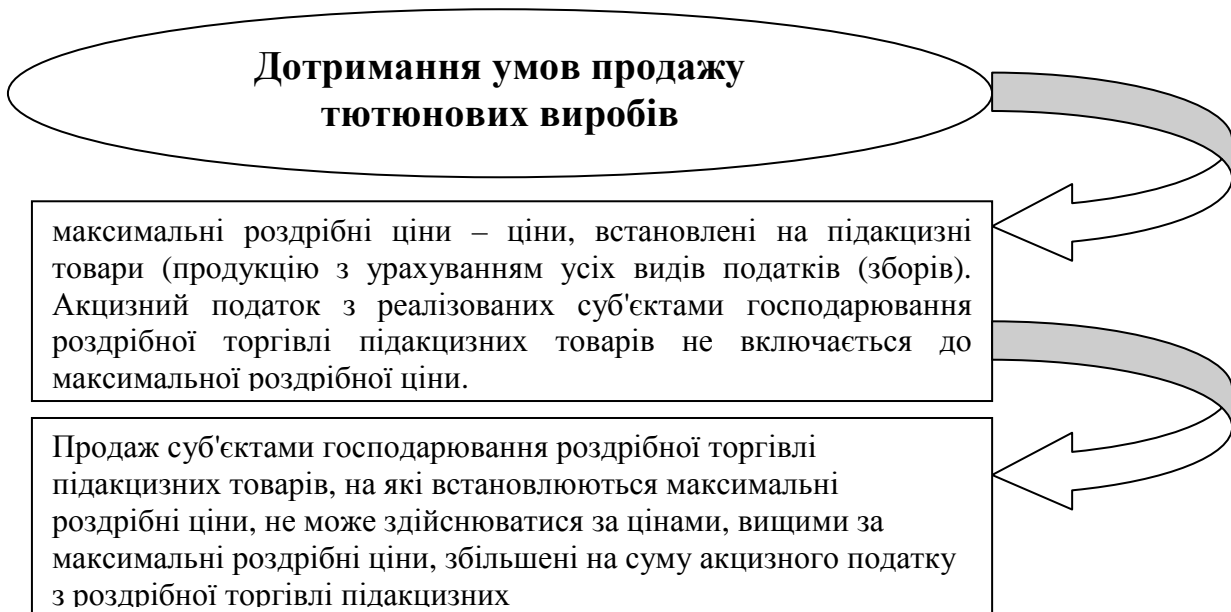 Дотримання умов продажу
тютюнових виробів
максимальні роздрібні ціни – ціни, встановлені на підакцизні
товари (продукцію з урахуванням усіх видів податків (зборів).
Акцизний податок з реалізованих суб'єктами господарювання
роздрібної торгівлі підакцизних товарів не включається до
максимальної роздрібної ціни.
Продаж суб'єктами господарювання роздрібної торгівлі
підакцизних товарів, на які встановлюються максимальні
роздрібні ціни, не може здійснюватися за цінами, вищими за
максимальні роздрібні ціни, збільшені на суму акцизного податку
з роздрібної торгівлі підакцизних